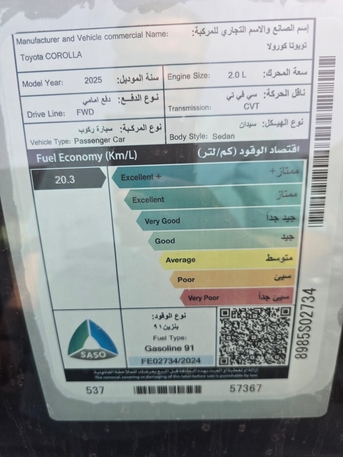 إسم الصانع والاسم التجاري للمركبة:
Manufacturer and Vehicle commercial Name:
تويوتا كورولا
Toyota COROLLA
Model Year: 2025 سنة الموديل:
Engine Size: 2.0 L سعة المحرك:
نوع الدفع: دفع امامي
Drive Line: FWD
ناقل الحركة: سي في تي
Transmission: CVT
نوع المركبة: سيارة ركوب
Vehicle Type: Passenger Car
نوع الهيكل: سيدان
Body Style: Sedan
Fuel Economy (Km/L) اقتصاد الوقود (كم/لتر)
20.3
Excellent + ممتاز +
Excellent ممتاز
Very Good جيد جداً
Good جيد
Average متوسط
Poor سيئ
Very Poor سيئ جداً
نوع الوقود:
بنزين ٩١
Fuel Type:
Gasoline 91
FE02734/2024
SASO
537 57367
8985S02734